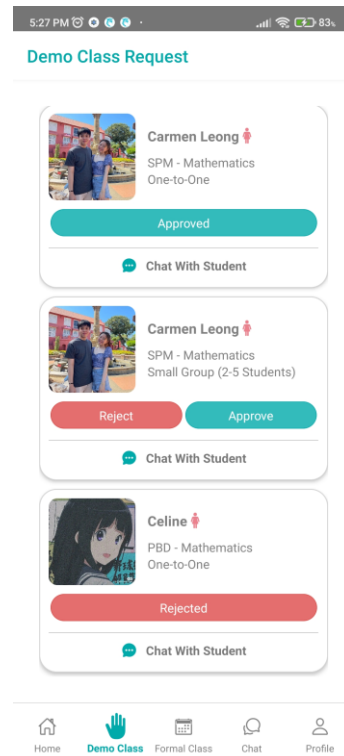 5:27 PM
83%
Demo Class Request
Carmen Leong
SPM - Mathematics
One-to-One
Approved
Chat With Student
Carmen Leong
SPM - Mathematics
Small Group (2-5 Students)
Reject Approve
Chat With Student
Celine
PBD - Mathematics
One-to-One
Rejected
Chat With Student
Home Demo Class Formal Class Chat Profile